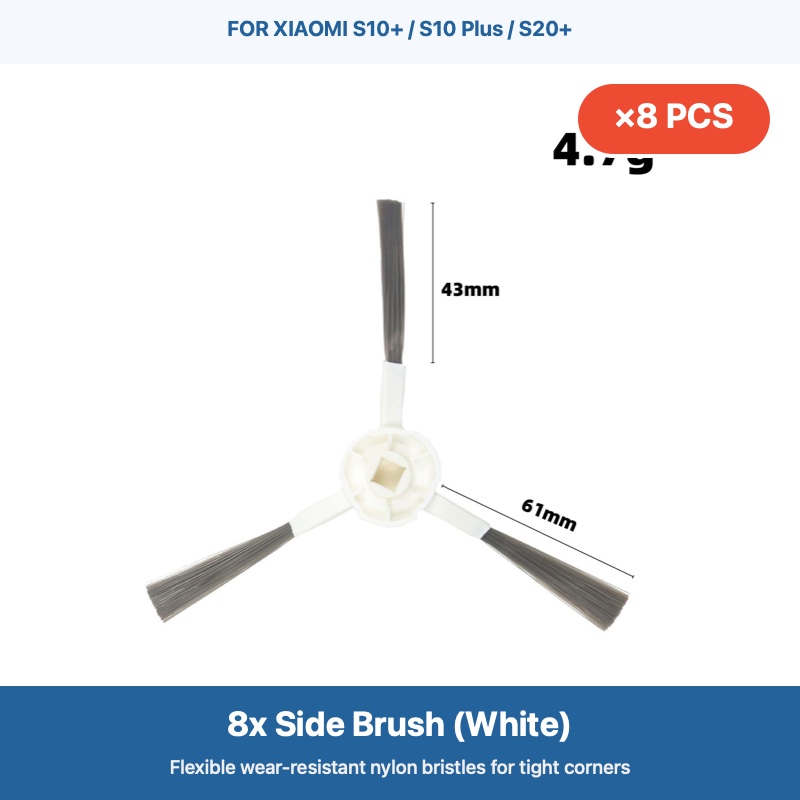 FOR XIAOMI S10+ / S10 Plus / S20+
×8 PCS
43mm
61mm
8x Side Brush (White)
Flexible wear-resistant nylon bristles for tight corners